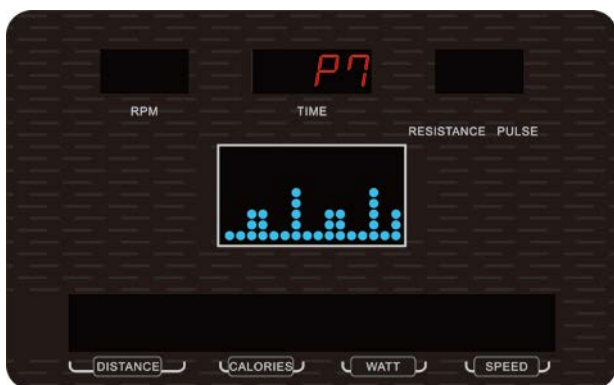 P7
RPM TIME
RESISTANCE PULSE
DISTANCE CALORIES WATT SPEED